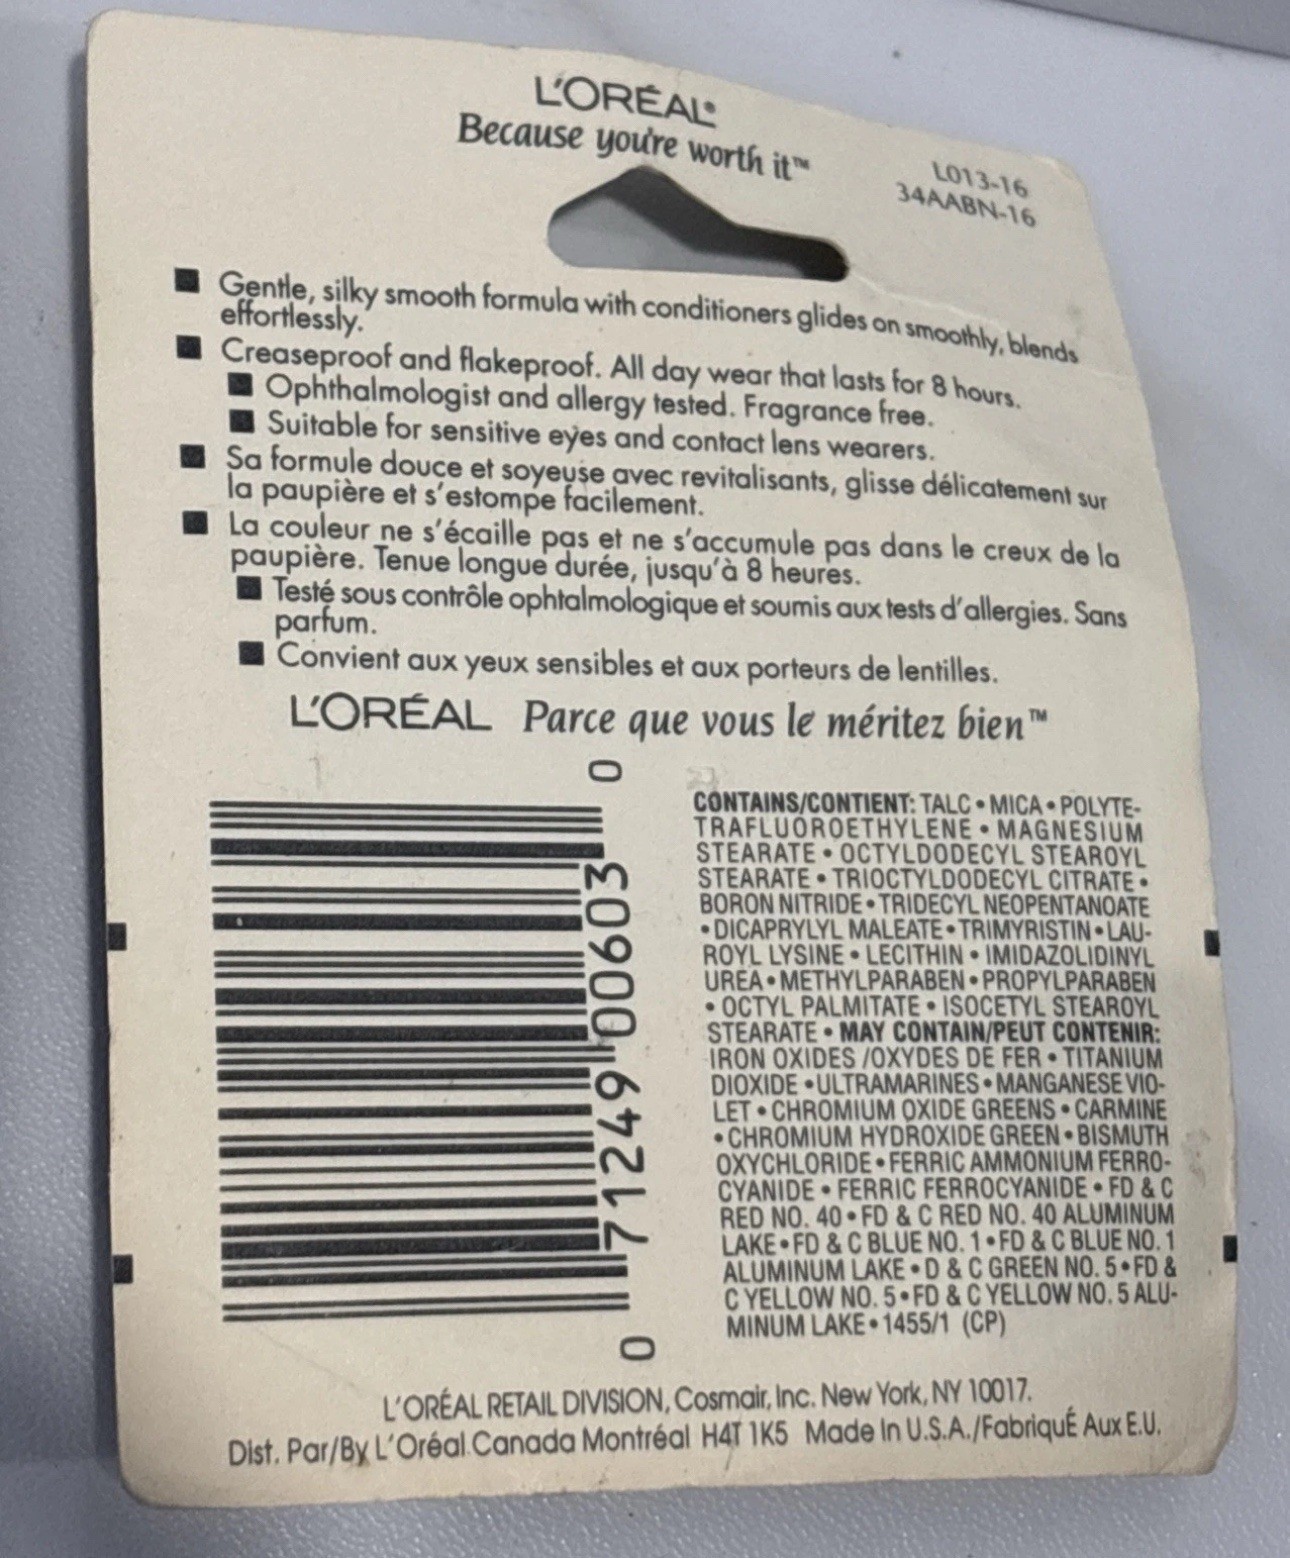 L'ORÉAL®
Because you're worth it™
L013-16
34AABN-16
■ Gentle, silky smooth formula with conditioners glides on smoothly, blends
effortlessly.
■ Creaseproof and flakeproof. All day wear that lasts for 8 hours.
■ Ophthalmologist and allergy tested. Fragrance free.
■ Suitable for sensitive eyes and contact lens wearers.
■ Sa formule douce et soyeuse avec revitalisants, glisse délicatement sur
la paupière et s'estompe facilement.
■ La couleur ne s'écaille pas et ne s'accumule pas dans le creux de la
paupière. Tenue longue durée, jusqu'à 8 heures.
■ Testé sous contrôle ophtalmologique et soumis aux tests d'allergies. Sans
parfum.
■ Convient aux yeux sensibles et aux porteurs de lentilles.
L'ORÉAL Parce que vous le méritez bien™
0 71249 00603 0
CONTAINS/CONTIENT: TALC • MICA • POLYTE-
TRAFLUOROETHYLENE • MAGNESIUM
STEARATE • OCTYLDODECYL STEAROYL
STEARATE • TRIOCTYLDODECYL CITRATE •
BORON NITRIDE • TRIDECYL NEOPENTANOATE
• DICAPRYLYL MALEATE • TRIMYRISTIN • LAU-
ROYL LYSINE • LECITHIN • IMIDAZOLIDINYL
UREA • METHYLPARABEN • PROPYLPARABEN
• OCTYL PALMITATE • ISOCETYL STEAROYL
STEARATE • MAY CONTAIN/PEUT CONTENIR:
IRON OXIDES /OXYDES DE FER • TITANIUM
DIOXIDE • ULTRAMARINES • MANGANESE VIO-
LET • CHROMIUM OXIDE GREENS • CARMINE
• CHROMIUM HYDROXIDE GREEN • BISMUTH
OXYCHLORIDE • FERRIC AMMONIUM FERRO-
CYANIDE • FERRIC FERROCYANIDE • FD & C
RED NO. 40 • FD & C RED NO. 40 ALUMINUM
LAKE • FD & C BLUE NO. 1 • FD & C BLUE NO. 1
ALUMINUM LAKE • D & C GREEN NO. 5 • FD &
C YELLOW NO. 5 • FD & C YELLOW NO. 5 ALU-
MINUM LAKE • 1455/1 (CP)
L'ORÉAL RETAIL DIVISION, Cosmair, Inc. New York, NY 10017.
Dist. Par/By L'Oréal Canada Montréal H4T 1K5 Made In U.S.A./FabriquÉ Aux E.U.